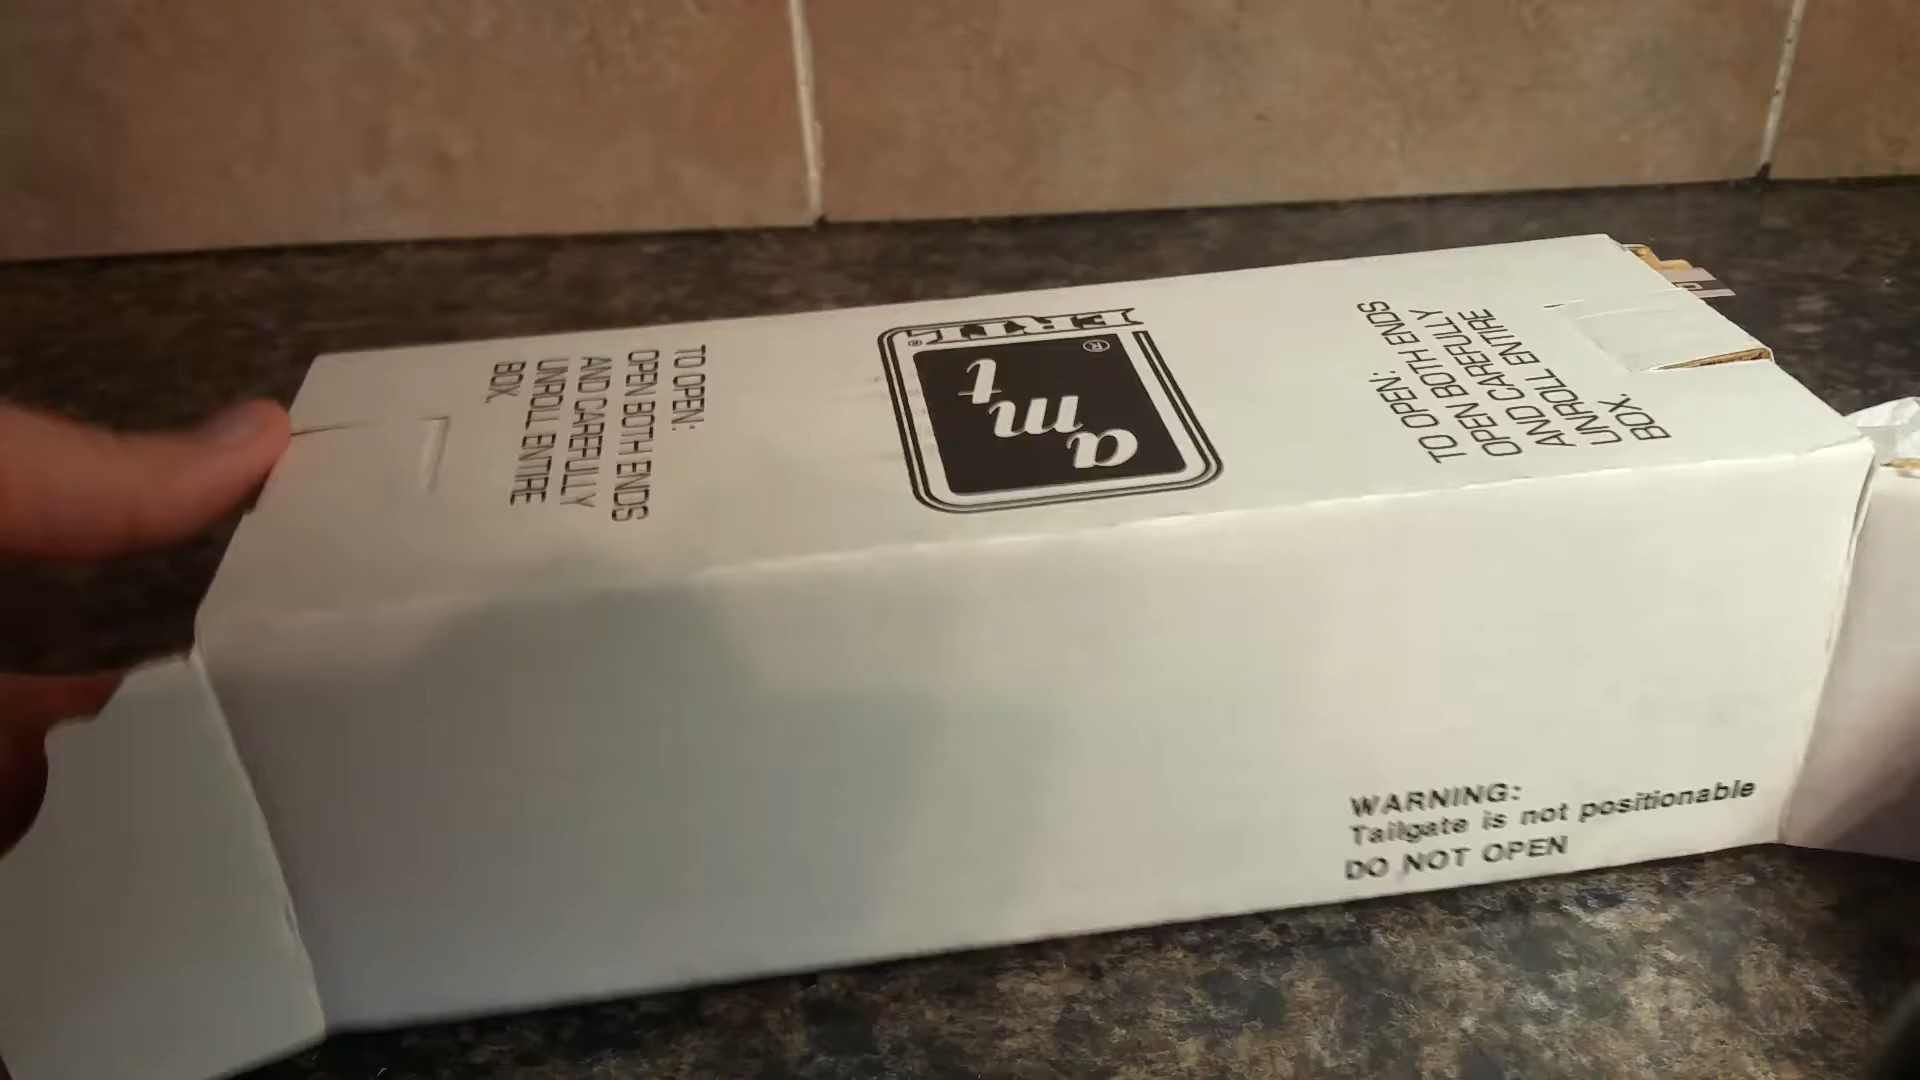 TO OPEN:
OPEN BOTH ENDS
AND CAREFULLY
UNROLL ENTIRE
BOX.
ERTL
®
amt
®
TO OPEN:
OPEN BOTH ENDS
AND CAREFULLY
UNROLL ENTIRE
BOX.
WARNING:
Tailgate is not positionable
DO NOT OPEN